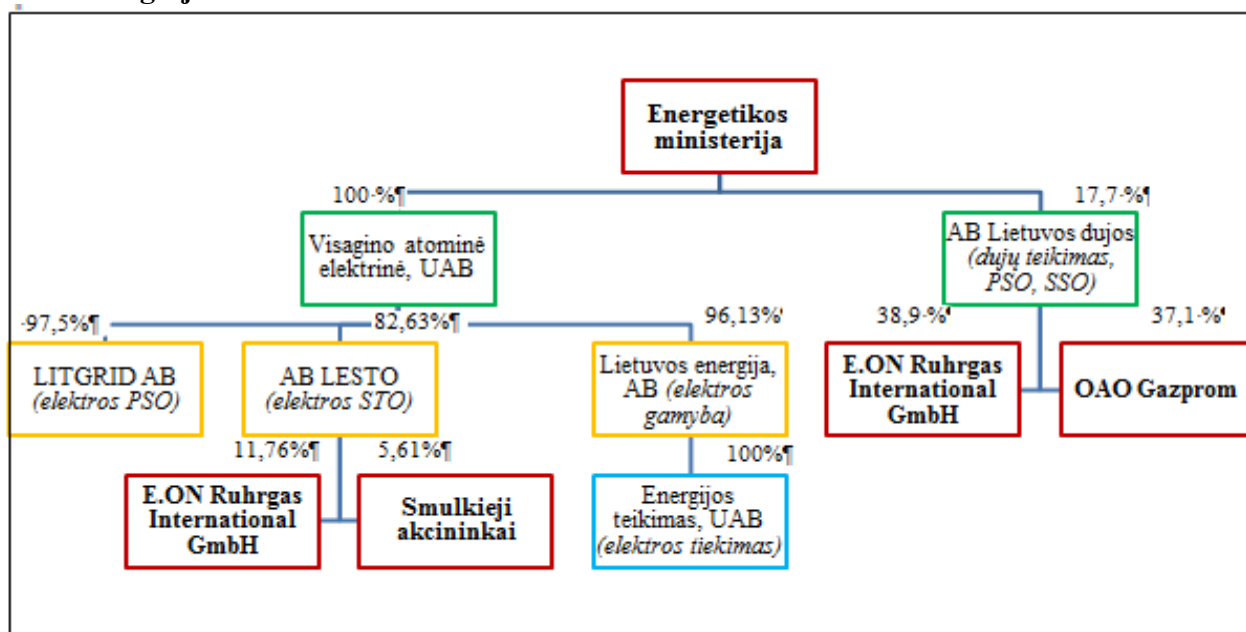 Energetikos
ministerija
100·%¶
17,7·%¶
Visagino atominė
elektrinė, UAB
AB Lietuvos dujos
(dujų teikimas,
PSO, SSO)
·97,5%¶
82,63%¶
96,13%
38,9·%
37,1·%
LITGRID AB
(elektros PSO)
AB LESTO
(elektros STO)
Lietuvos energija,
AB (elektros
gamyba)
E.ON Ruhrgas
International
GmbH
OAO Gazprom
11,76%¶
5,61%¶
100%¶
E.ON Ruhrgas
International
GmbH
Smulkieji
akcininkai
Energijos
teikimas, UAB
(elektros tiekimas)